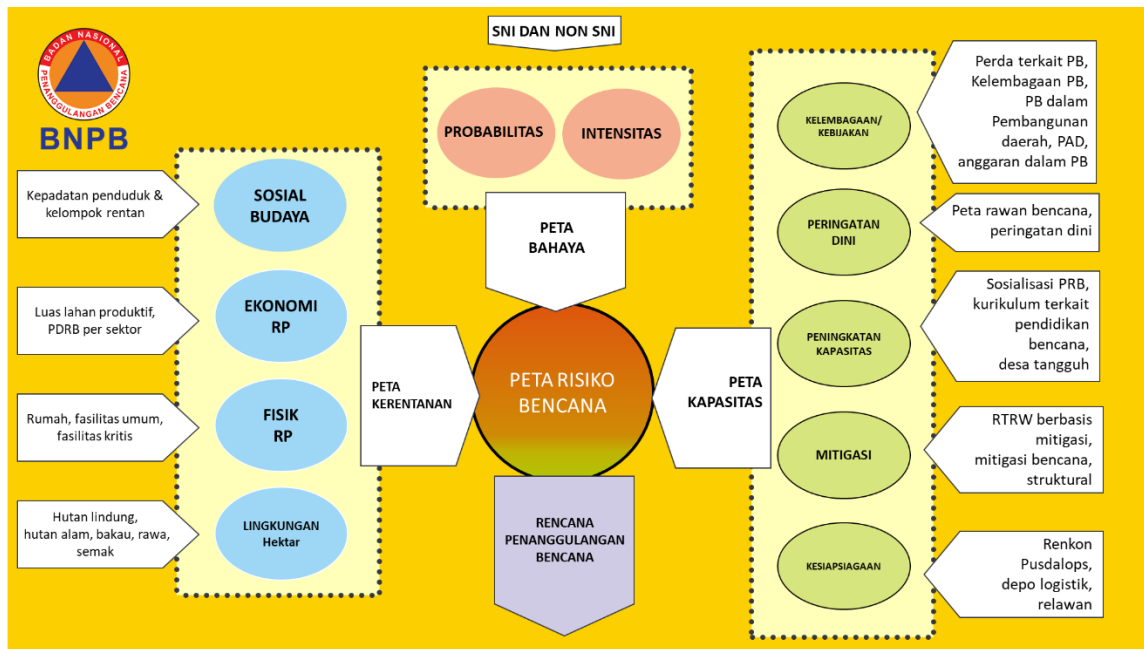 BADAN NASIONAL
PENANGGULANGAN BENCANA
BNPB
SNI DAN NON SNI
PROBABILITAS
INTENSITAS
PETA
BAHAYA
Kepadatan penduduk &
kelompok rentan
SOSIAL
BUDAYA
Luas lahan produktif,
PDRB per sektor
EKONOMI
RP
Rumah, fasilitas umum,
fasilitas kritis
FISIK
RP
Hutan lindung,
hutan alam, bakau, rawa,
semak
LINGKUNGAN
Hektar
PETA
KERENTANAN
PETA RISIKO
BENCANA
PETA
KAPASITAS
RENCANA
PENANGGULANGAN
BENCANA
KELEMBAGAAN/
KEBIJAKAN
Perda terkait PB,
Kelembagaan PB,
PB dalam
Pembangunan
daerah, PAD,
anggaran dalam PB
PERINGATAN
DINI
Peta rawan bencana,
peringatan dini
PENINGKATAN
KAPASITAS
Sosialisasi PRB,
kurikulum terkait
pendidikan
bencana,
desa tangguh
MITIGASI
RTRW berbasis
mitigasi,
mitigasi bencana,
struktural
KESIAPSIAGAAN
Renkon
Pusdalops,
depo logistik,
relawan